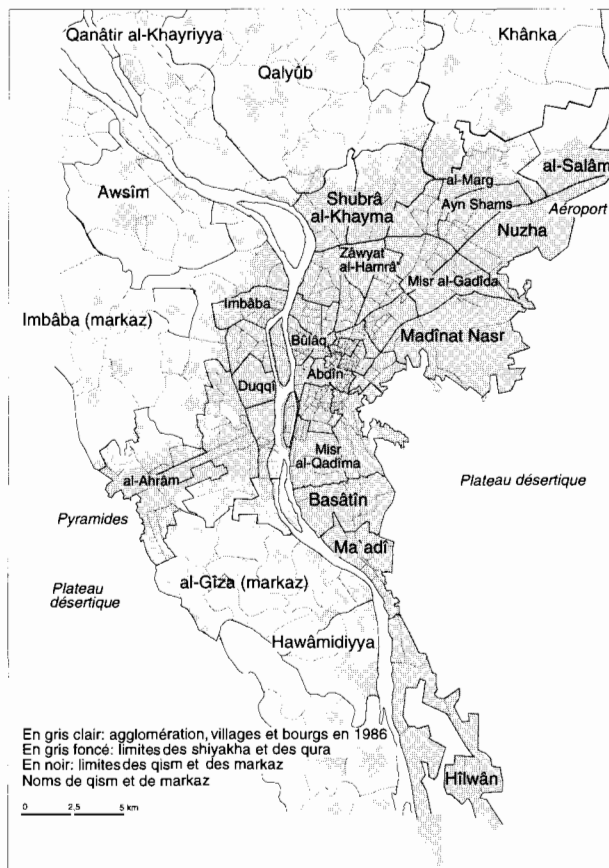 Qanâtir al-Khayriyya
Khânka
Qalyûb
al-Salâm
al-Marg
Awsîm
Shubrâ
al-Khayma
Ayn Shams
Aéroport
Nuzha
Zâwyat
al-Hamrâ'
Misr al-Gadîda
Imbâba
Imbâba (markaz)
Madînat Nasr
Bûlâq
Abdîn
Duqqî
Misr
al-Qadîma
al-Ahrâm
Plateau désertique
Basâtîn
Pyramides
Ma'adî
al-Gîza (markaz)
Plateau
désertique
Hawâmidiyya
En gris clair: agglomération, villages et bourgs en 1986
En gris foncé: limites des shiyakha et des qura
En noir: limites des qism et des markaz
Noms de qism et de markaz
Hîlwân
0 2,5 5 km